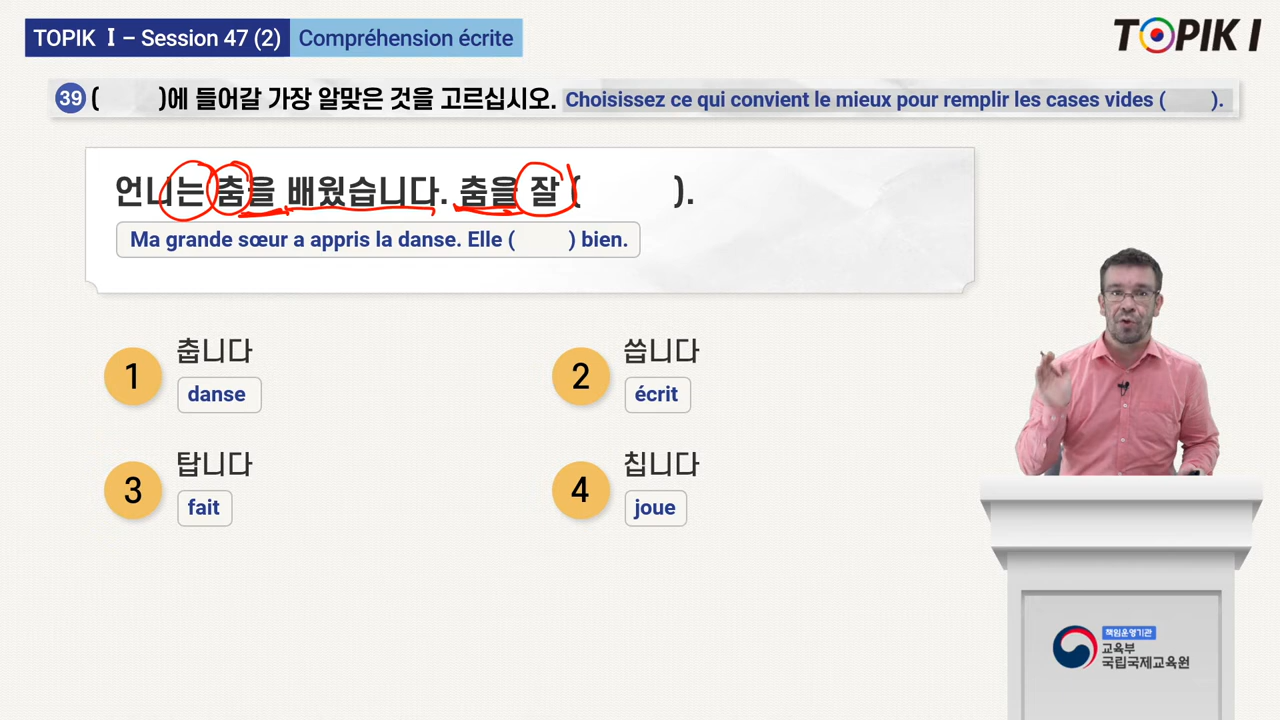 TOPIK Ⅰ – Session 47 (2) Compréhension écrite
TOPIK I
39 ( )에 들어갈 가장 알맞은 것을 고르십시오. Choisissez ce qui convient le mieux pour remplir les cases vides ( ).
언니는 춤을 배웠습니다. 춤을 잘 ( ).
Ma grande sœur a appris la danse. Elle ( ) bien.
1 춥니다
danse
2 씁니다
écrit
3 탑니다
fait
4 칩니다
joue
책임운영기관
교육부
국립국제교육원